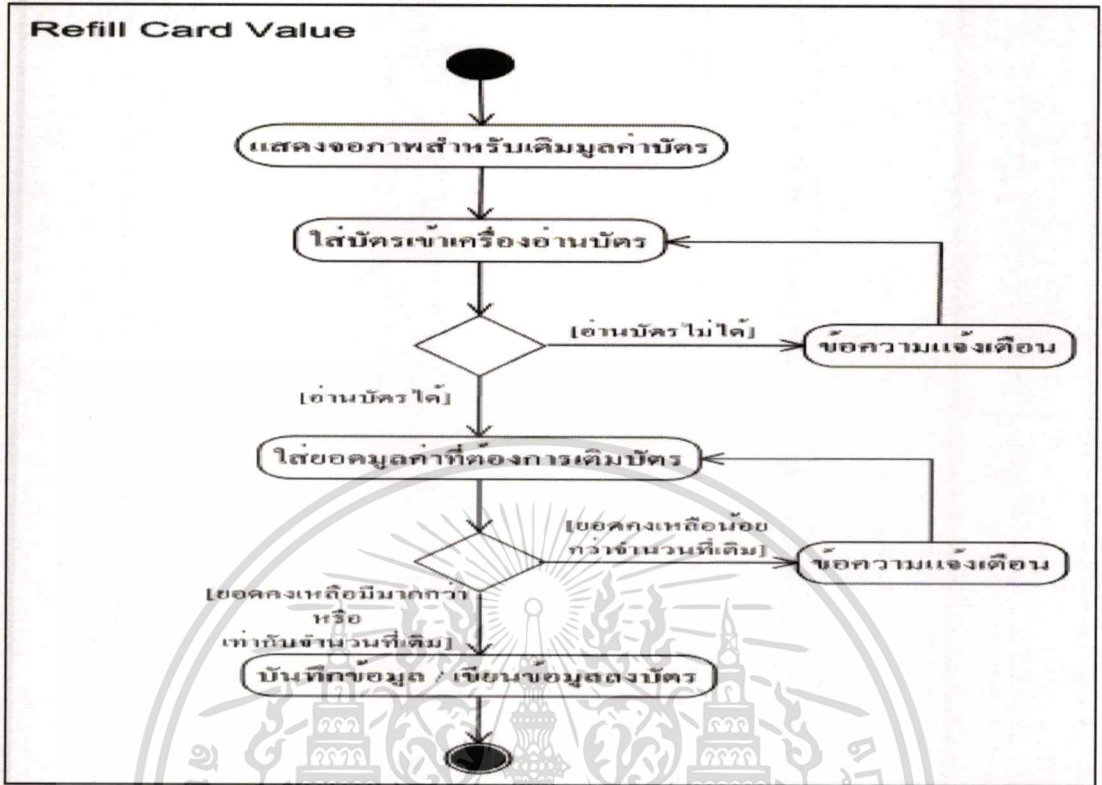 Refill Card Value
แสดงจอภาพสำหรับเติมมูลค่าบัตร
ใส่บัตรเข้าเครื่องอ่านบัตร
[อ่านบัตรไม่ได้]
ข้อความแจ้งเตือน
[อ่านบัตรได้]
ใส่ยอดมูลค่าที่ต้องการเติมบัตร
[ยอดคงเหลือน้อย
กว่าจำนวนที่เติม]
ข้อความแจ้งเตือน
[ยอดคงเหลือมีมากกว่า
หรือ
เท่ากับจำนวนที่เติม]
บันทึกข้อมูล / เขียนข้อมูลลงบัตร